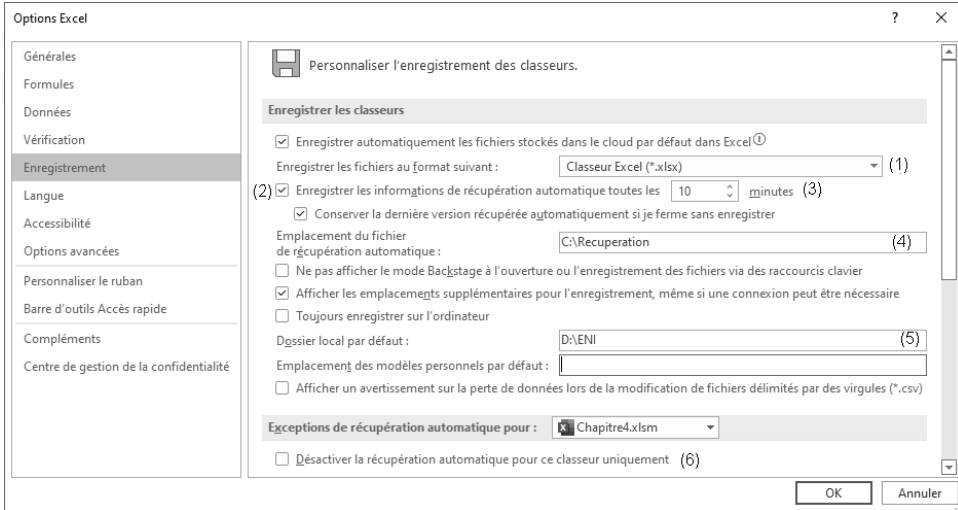 Options Excel ? ×
Générales
Formules
Données
Vérification
Enregistrement
Langue
Accessibilité
Options avancées
Personnaliser le ruban
Barre d'outils Accès rapide
Compléments
Centre de gestion de la confidentialité
Personnaliser l'enregistrement des classeurs.
Enregistrer les classeurs
Enregistrer automatiquement les fichiers stockés dans le cloud par défaut dans Excel
Enregistrer les fichiers au format suivant : Classeur Excel (*.xlsx) (1)
(2) Enregistrer les informations de récupération automatique toutes les 10 minutes (3)
Conserver la dernière version récupérée automatiquement si je ferme sans enregistrer
Emplacement du fichier
de récupération automatique : C:\Recuperation (4)
Ne pas afficher le mode Backstage à l'ouverture ou l'enregistrement des fichiers via des raccourcis clavier
Afficher les emplacements supplémentaires pour l'enregistrement, même si une connexion peut être nécessaire
Toujours enregistrer sur l'ordinateur
Dossier local par défaut : D:\ENI (5)
Emplacement des modèles personnels par défaut :
Afficher un avertissement sur la perte de données lors de la modification de fichiers délimités par des virgules (*.csv)
Exceptions de récupération automatique pour : Chapitre4.xlsm
Désactiver la récupération automatique pour ce classeur uniquement (6)
OK Annuler